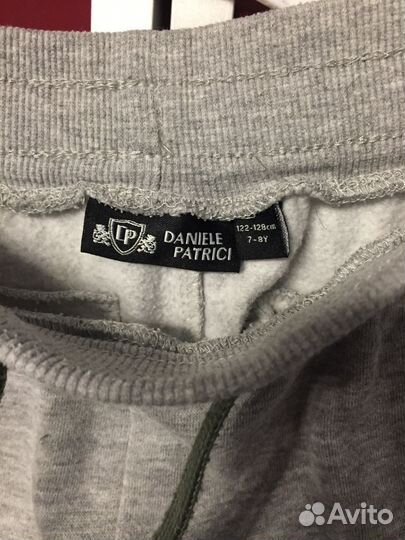 DP
DANIELE
PATRICI
122-128cm
7-8Y
Avito